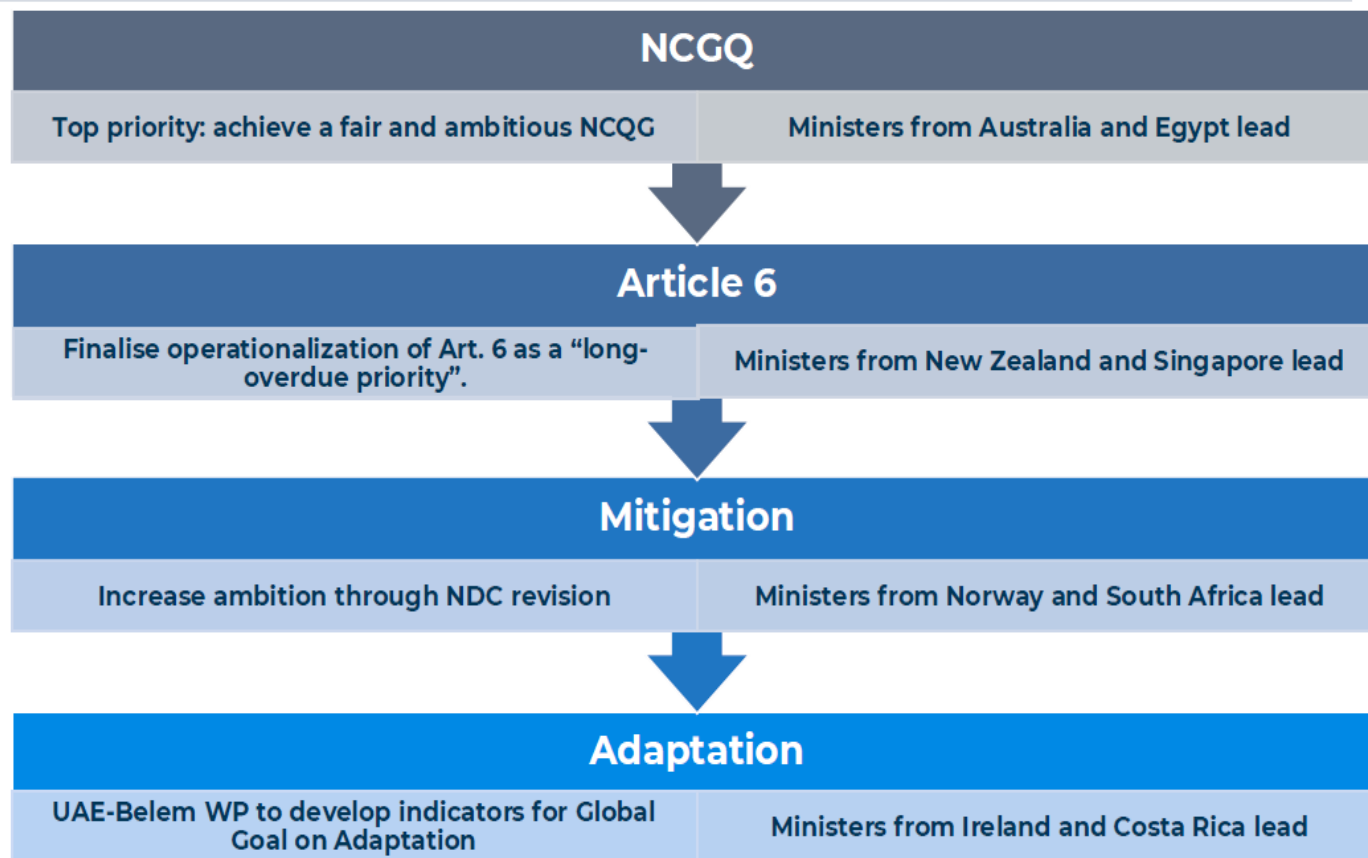 NCGQ
Top priority: achieve a fair and ambitious NCQG
Ministers from Australia and Egypt lead
Article 6
Finalise operationalization of Art. 6 as a “long-
overdue priority”.
Ministers from New Zealand and Singapore lead
Mitigation
Increase ambition through NDC revision
Ministers from Norway and South Africa lead
Adaptation
UAE-Belem WP to develop indicators for Global
Goal on Adaptation
Ministers from Ireland and Costa Rica lead